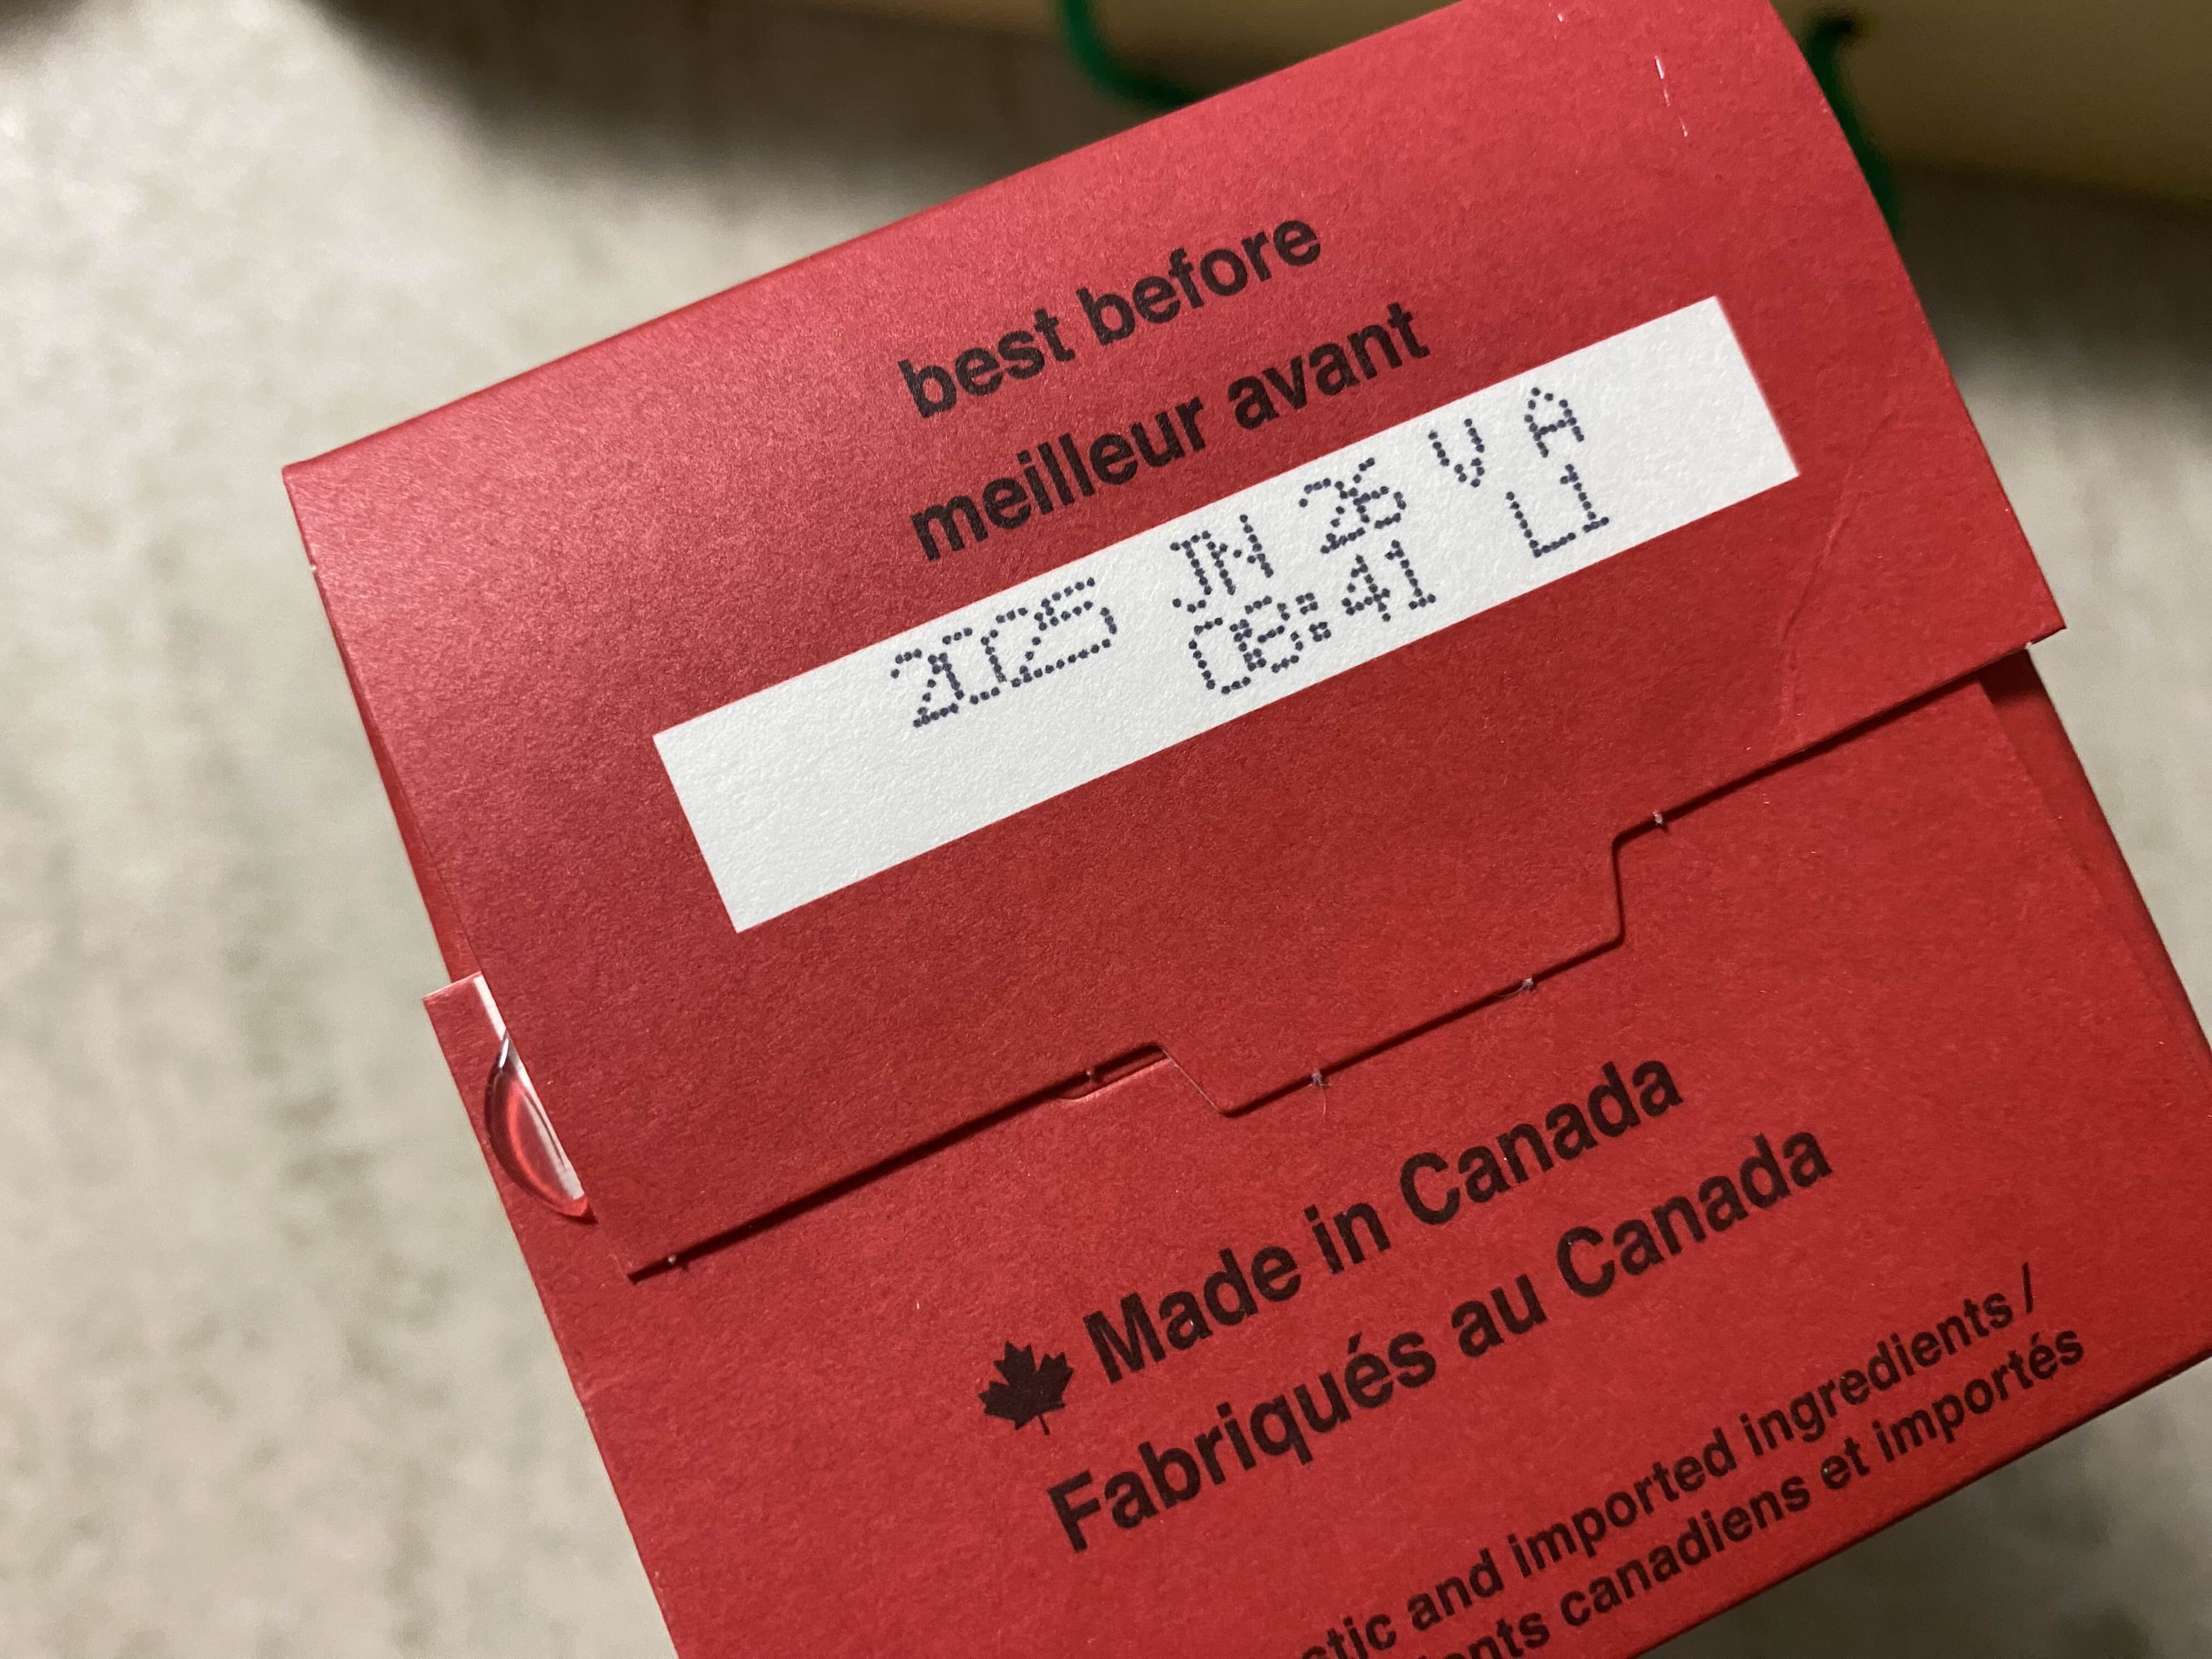 best before
meilleur avant
2025 JN 26 V A
08:41 L1
Made in Canada
Fabriqués au Canada
and imported ingredients /
canadiens et importés